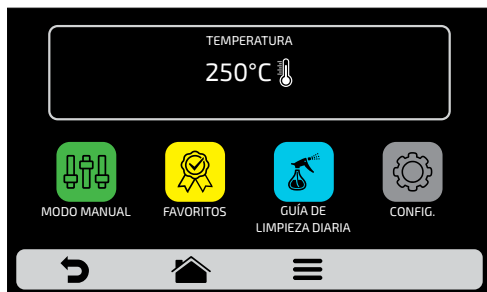 TEMPERATURA
250°C
MODO MANUAL
FAVORITOS
GUÍA DE
LIMPIEZA DIARIA
CONFIG.